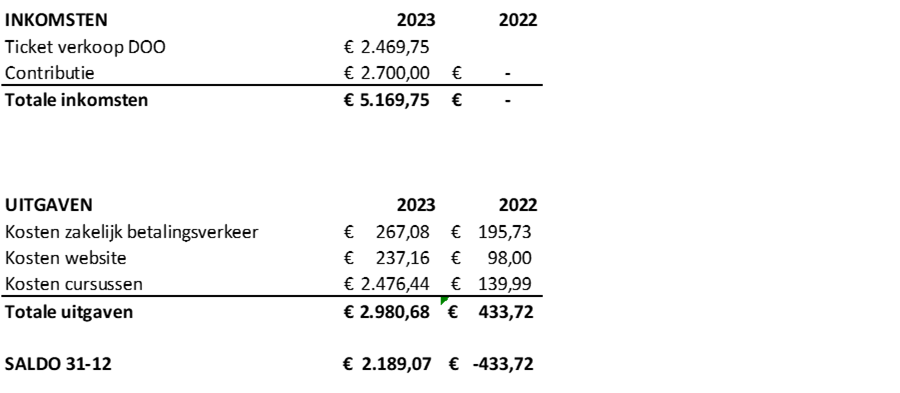 INKOMSTEN 2023 2022
Ticket verkoop DOO € 2.469,75
Contributie € 2.700,00 € -
Totale inkomsten € 5.169,75 € -
UITGAVEN 2023 2022
Kosten zakelijk betalingsverkeer € 267,08 € 195,73
Kosten website € 237,16 € 98,00
Kosten cursussen € 2.476,44 € 139,99
Totale uitgaven € 2.980,68 € 433,72
SALDO 31-12 € 2.189,07 € -433,72